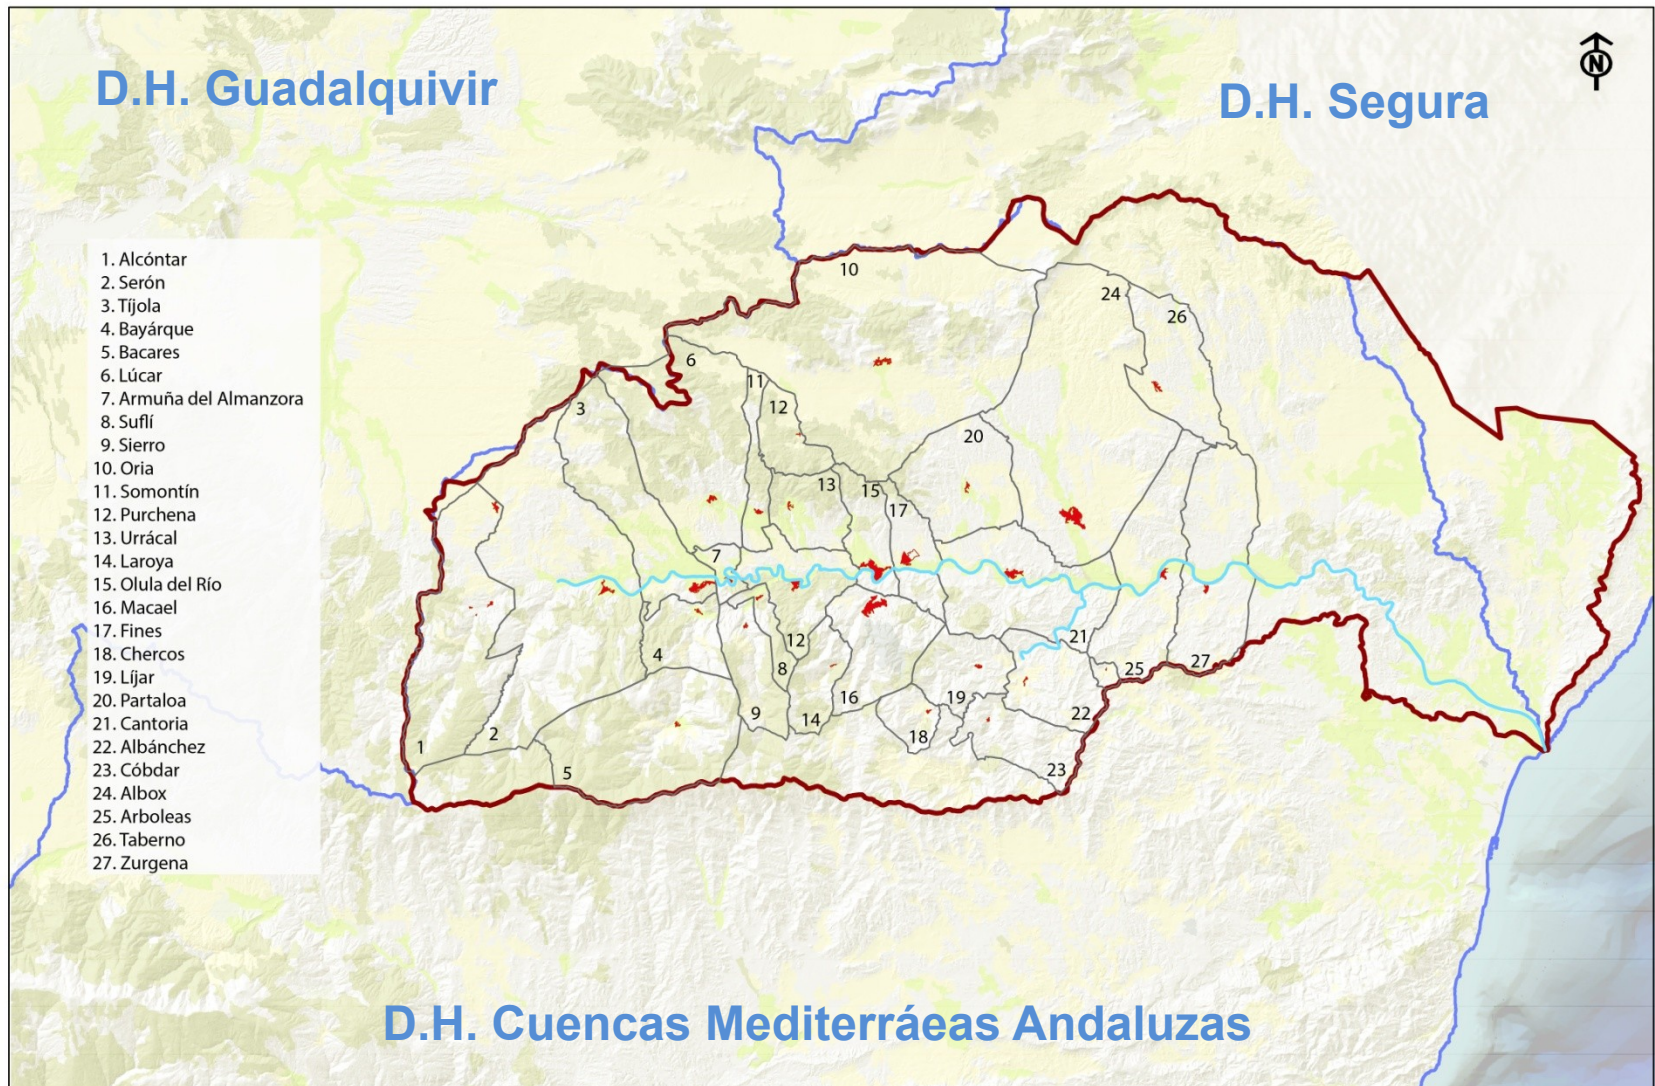 D.H. Guadalquivir
D.H. Segura
N
1. Alcóntar
2. Serón
3. Tíjola
4. Bayárque
5. Bacares
6. Lúcar
7. Armuña del Almanzora
8. Suflí
9. Sierro
10. Oria
11. Somontín
12. Purchena
13. Urrácal
14. Laroya
15. Olula del Río
16. Macael
17. Fines
18. Chercos
19. Líjar
20. Partaloa
21. Cantoria
22. Albánchez
23. Cóbdar
24. Albox
25. Arboleas
26. Taberno
27. Zurgena
10
24
26
6
11
12
3
20
13
15
17
7
12
21
4
8
25
27
16
19
9
14
22
2
18
1
5
23
D.H. Cuencas Mediterráeas Andaluzas